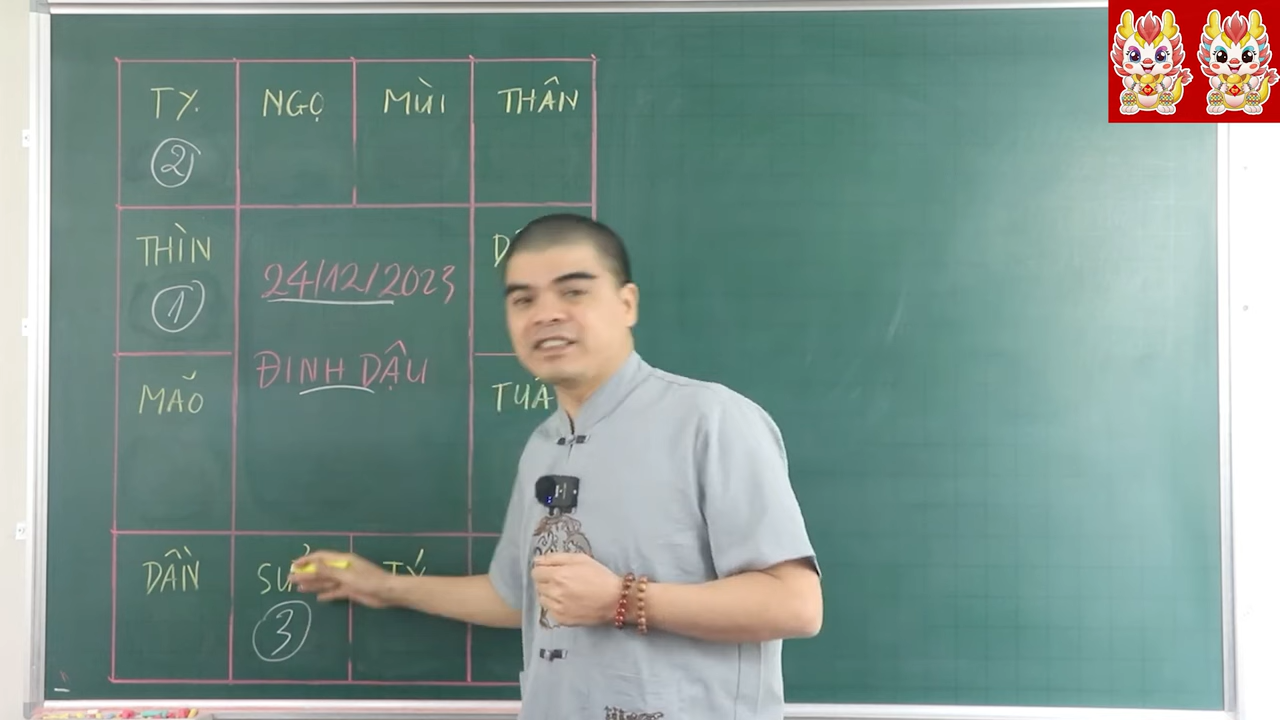 TỴ. NGỌ MÙI THÂN
② 
THÌN
①
24/12/2023
ĐINH DẬU
MÃO
DẦN
③